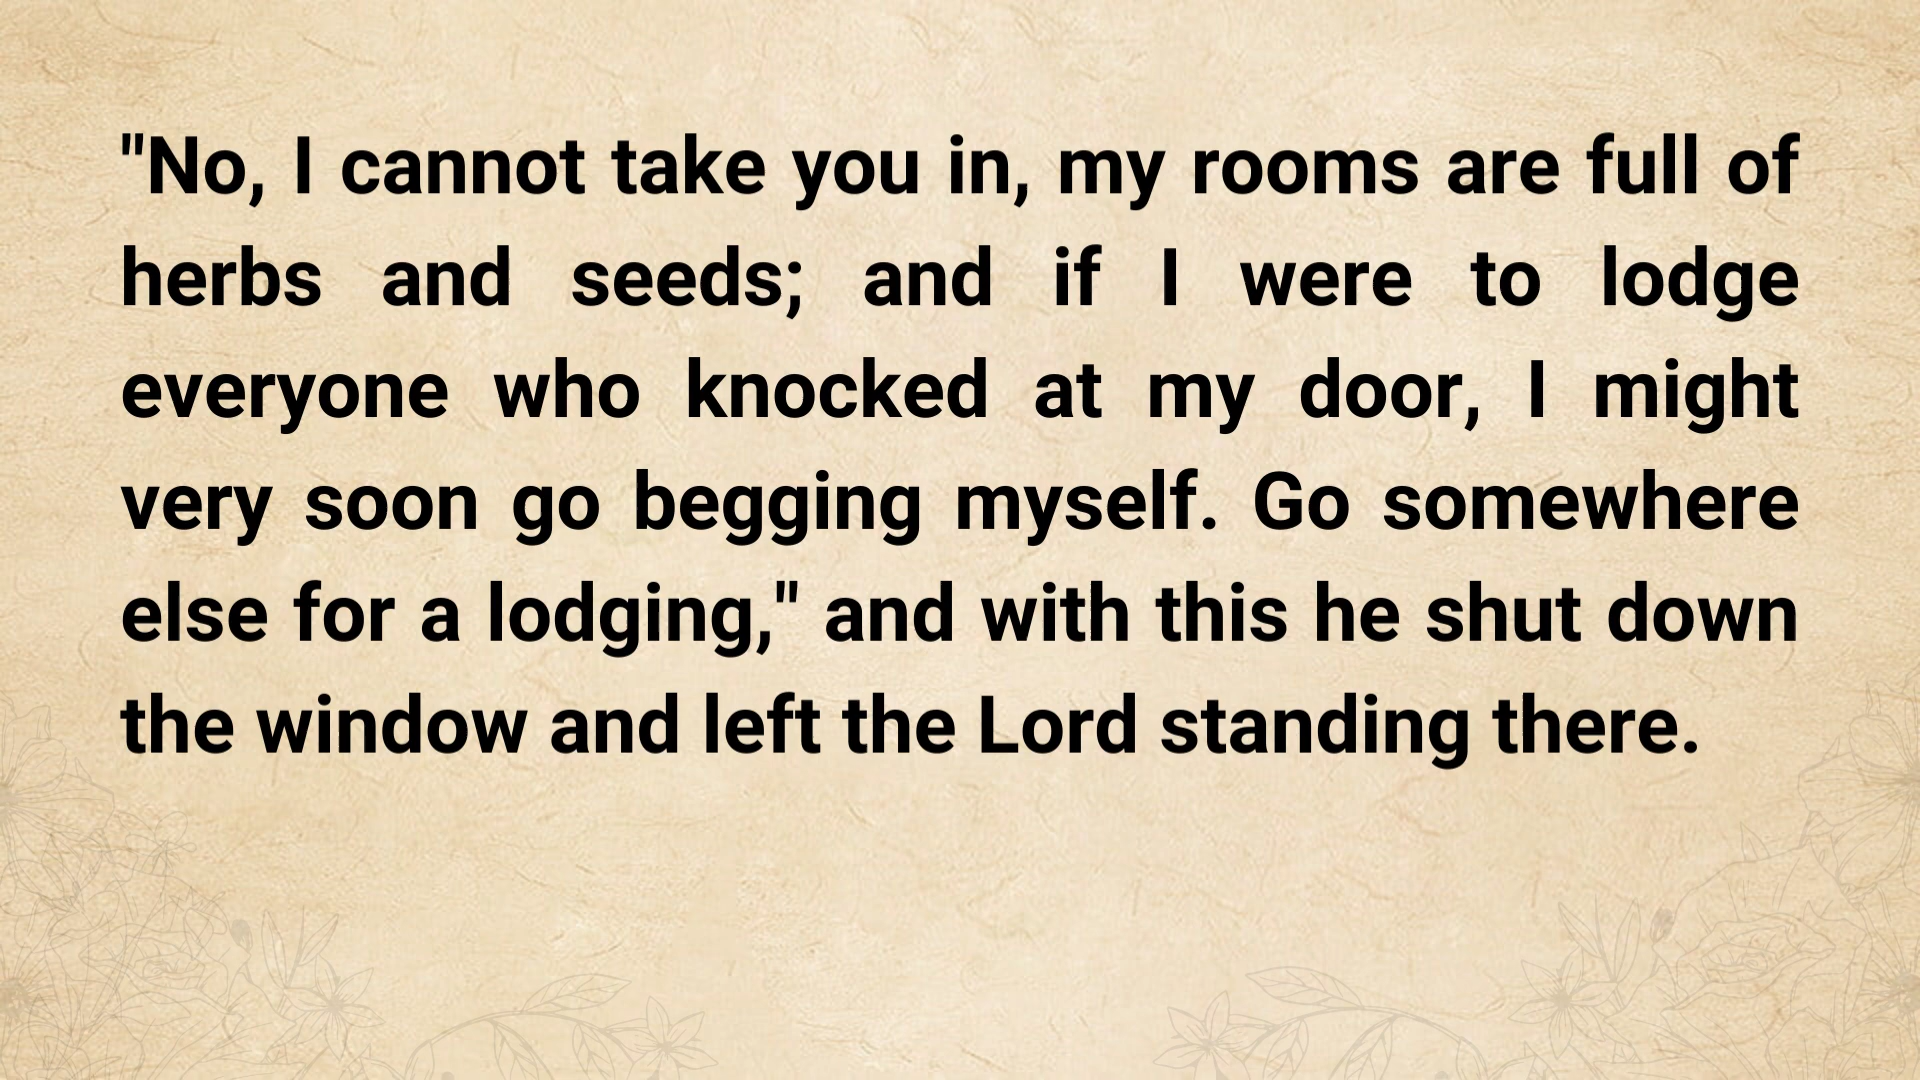 "No, I cannot take you in, my rooms are full of
herbs and seeds; and if I were to lodge
everyone who knocked at my door, I might
very soon go begging myself. Go somewhere
else for a lodging," and with this he shut down
the window and left the Lord standing there.